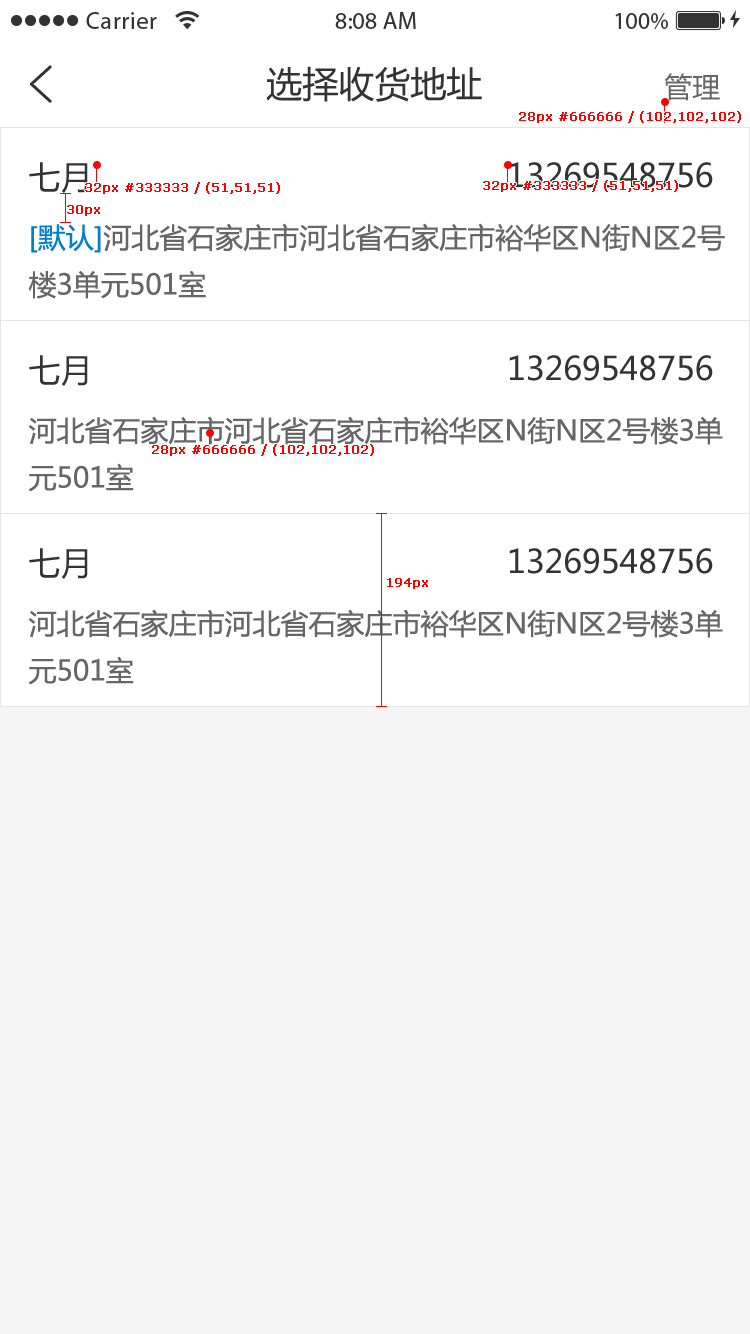 Carrier 8:08 AM 100%
选择收货地址 管理
28px #666666 / (102,102,102)
七月 13269548756
32px #333333 / (51,51,51) 32px #333333 / (51,51,51)
30px
[默认]河北省石家庄市河北省石家庄市裕华区N街N区2号
楼3单元501室
七月 13269548756
河北省石家庄市河北省石家庄市裕华区N街N区2号楼3单
28px #666666 / (102,102,102)
元501室
七月 13269548756
194px
河北省石家庄市河北省石家庄市裕华区N街N区2号楼3单
元501室